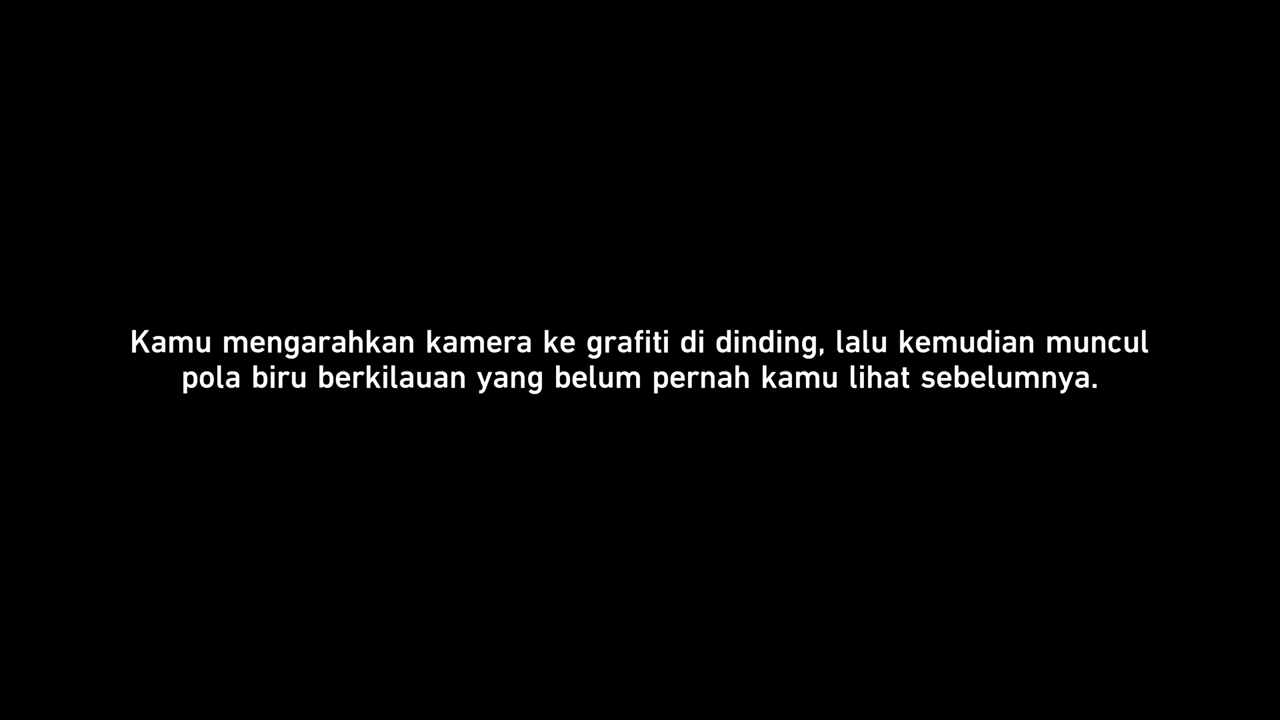 Kamu mengarahkan kamera ke grafiti di dinding, lalu kemudian muncul
pola biru berkilauan yang belum pernah kamu lihat sebelumnya.